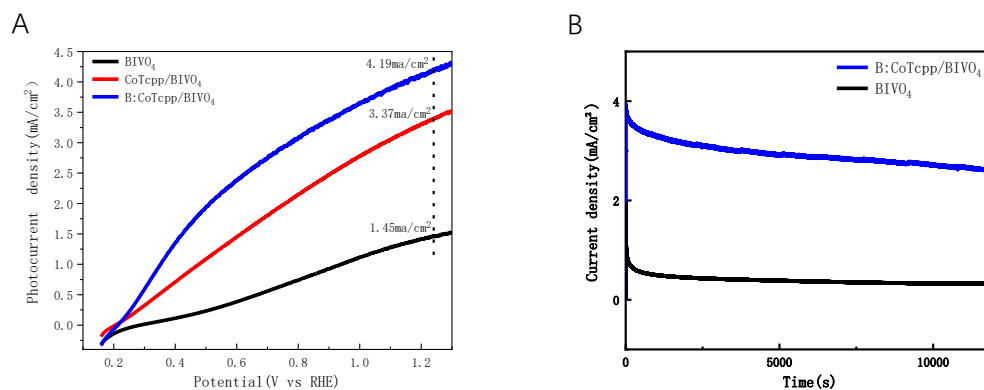 A
BIVO₄
CoTcpp/BIVO₄
B:CoTcpp/BIVO₄
4.19ma/cm²
3.37ma/cm²
1.45ma/cm²
4.5
4.0
3.5
3.0
2.5
2.0
1.5
1.0
0.5
0.0
0.2
0.4
0.6
0.8
1.0
1.2
Photocurrent density(mA/cm²)
Potential(V vs RHE)
B
B:CoTcpp/BIVO₄
BIVO₄
4
2
0
0
5000
10000
Current density(mA/cm²)
Time(s)